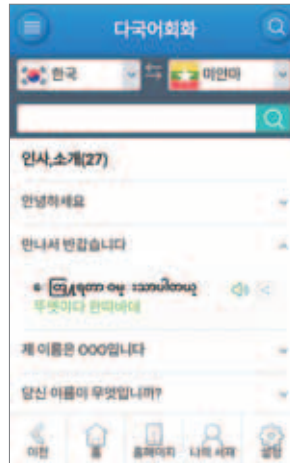 다국어회화
한국 미얀마
인사,소개(27)
안녕하세요
만나서 반갑습니다
제 이름은 OOO입니다
당신 이름이 무엇입니까?
이전 홈 홈페이지 나의 서재 설정